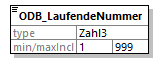 ODB_LaufendeNummer
type Zahl3
min/maxIncl 1 999